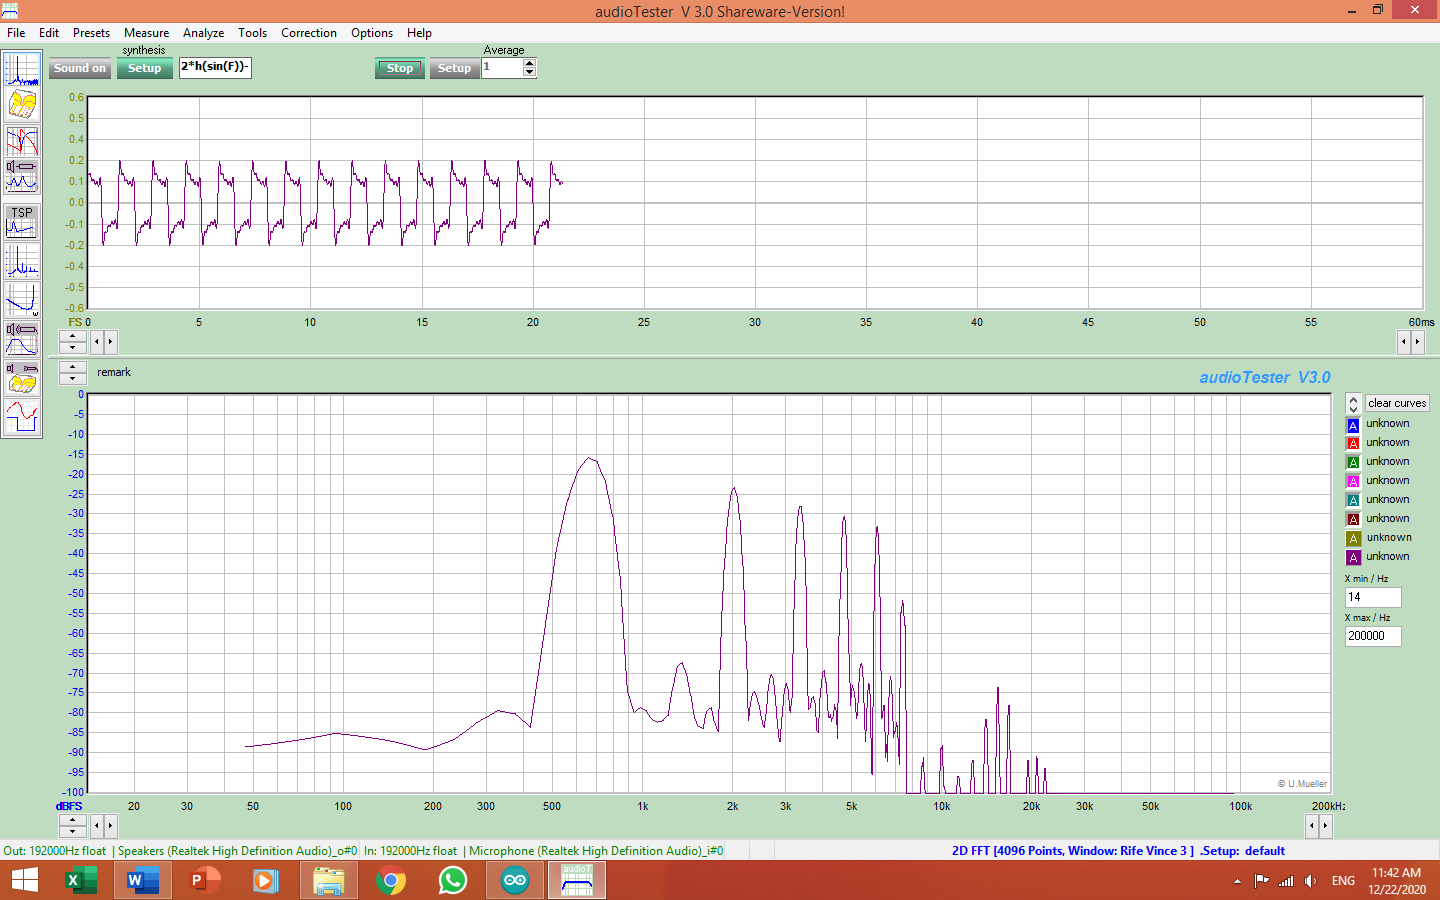 audioTester V 3.0 Shareware-Version!
File Edit Presets Measure Analyze Tools Correction Options Help
synthesis Average
Sound on Setup 2*h(sin(F))- Stop Setup 1
TSP
0.6
0.5
0.4
0.2
0.1
0.0
-0.1
-0.2
-0.4
-0.5
-0.6
FS 0 5 10 15 20 25 30 35 40 45 50 55 60ms
remark
audioTester V3.0
0
-5
-10
-15
-20
-25
-30
-35
-40
-45
-50
-55
-60
-65
-70
-75
-80
-85
-90
-95
-100
© U.Mueller
dBFS 20 30 50 100 200 300 500 1k 2k 3k 5k 10k 20k 30k 50k 100k 200kHz
clear curves
A unknown
A unknown
A unknown
A unknown
A unknown
A unknown
A unknown
A unknown
X min / Hz
14
X max / Hz
200000
Out: 192000Hz float | Speakers (Realtek High Definition Audio)_o#0 In: 192000Hz float | Microphone (Realtek High Definition Audio)_i#0 2D FFT [4096 Points, Window: Rife Vince 3 ] .Setup: default
audioT
ENG
11:42 AM
12/22/2020